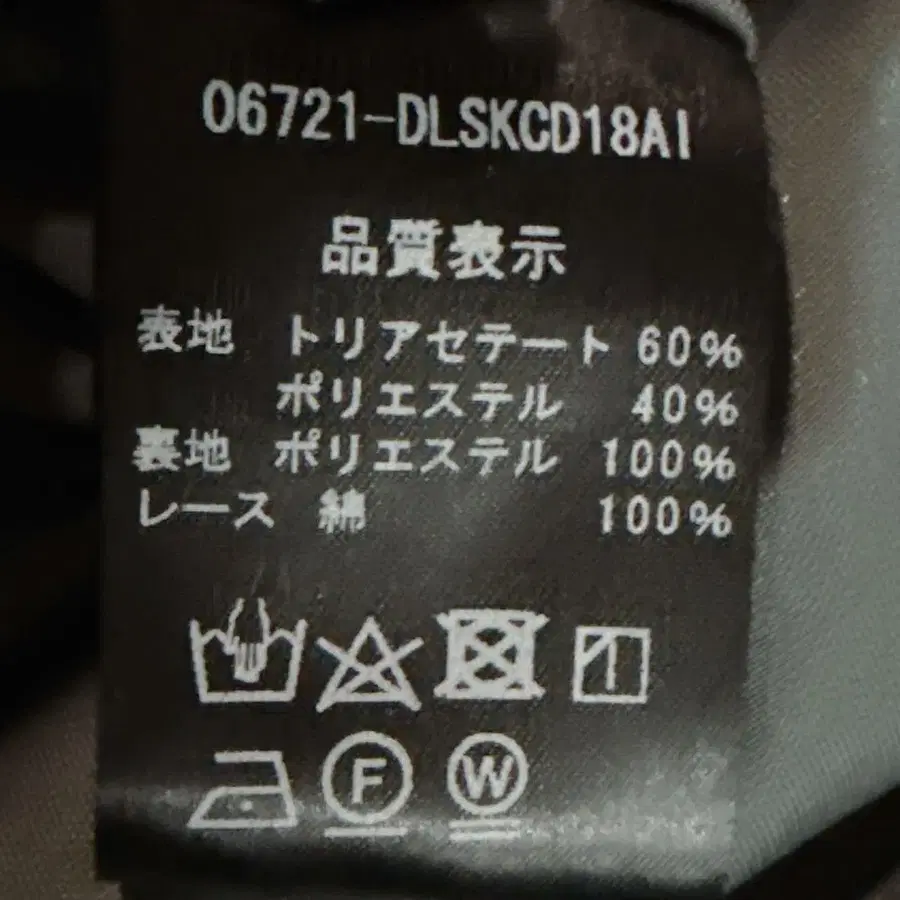 06721-DLSKCD18AI
品質表示
表地 トリアセテート 60%
ポリエステル 40%
裏地 ポリエステル 100%
レース 綿 100%
F W